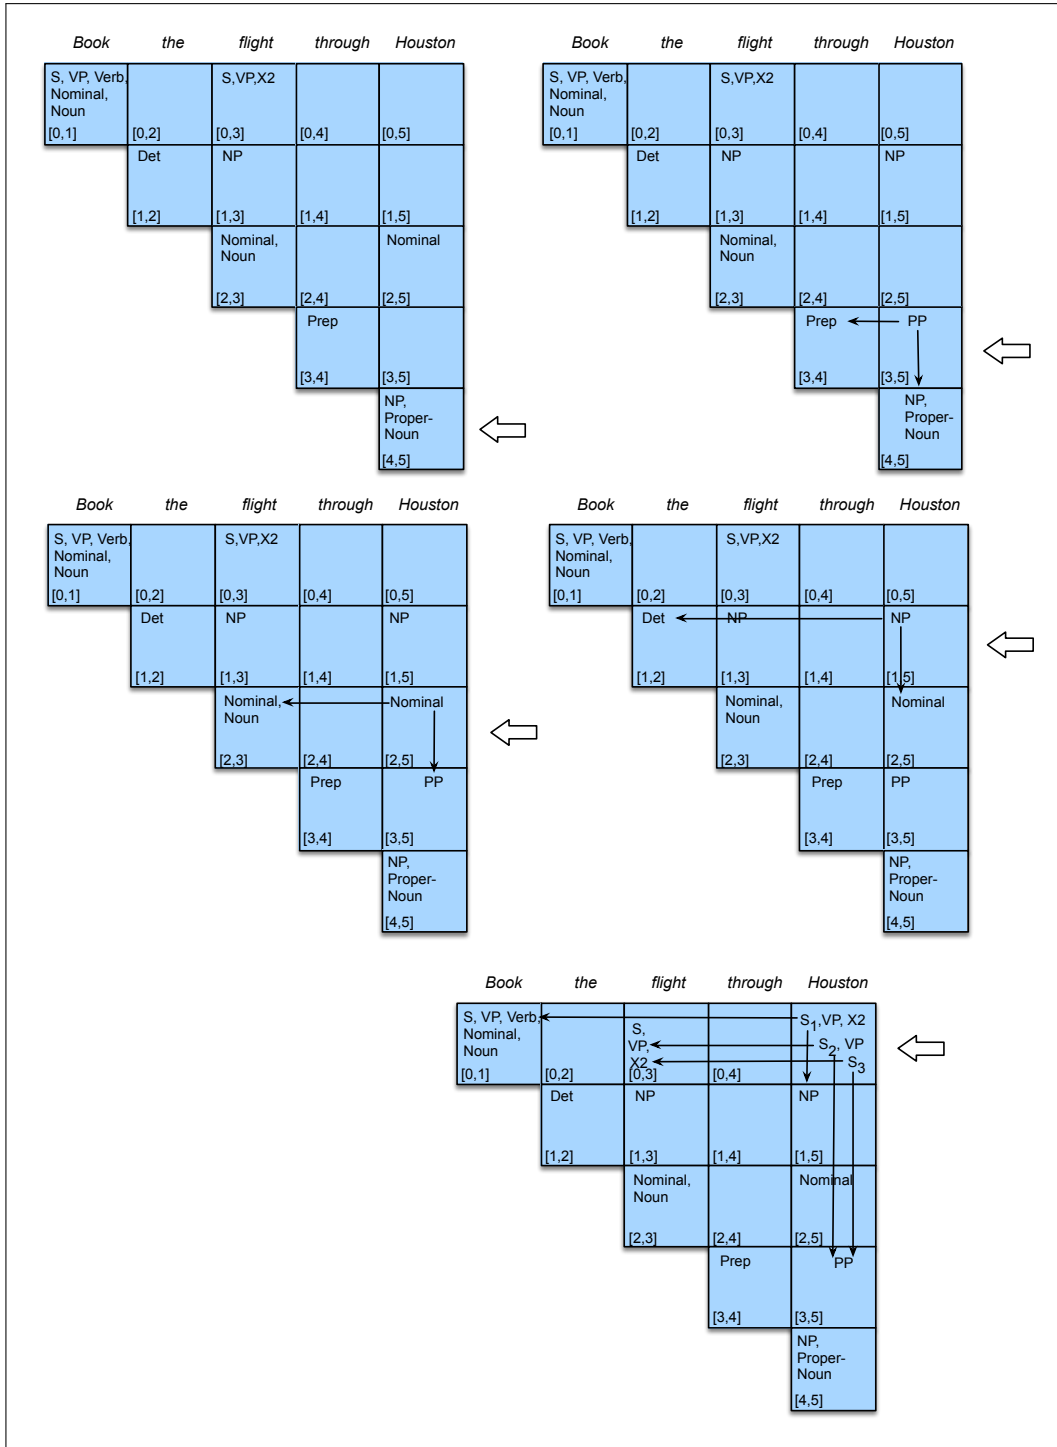 Book the flight through Houston
S, VP, Verb, Nominal, Noun [0,1]
[0,2]
S,VP,X2 [0,3]
[0,4]
[0,5]
Det [1,2]
NP [1,3]
[1,4]
[1,5]
Nominal, Noun [2,3]
[2,4]
Nominal [2,5]
Prep [3,4]
[3,5]
NP, Proper-Noun [4,5]
Book the flight through Houston
S, VP, Verb, Nominal, Noun [0,1]
[0,2]
S,VP,X2 [0,3]
[0,4]
[0,5]
Det [1,2]
NP [1,3]
[1,4]
NP [1,5]
Nominal, Noun [2,3]
[2,4]
[2,5]
Prep [3,4]
PP [3,5]
NP, Proper-Noun [4,5]
Book the flight through Houston
S, VP, Verb, Nominal, Noun [0,1]
[0,2]
S,VP,X2 [0,3]
[0,4]
[0,5]
Det [1,2]
NP [1,3]
[1,4]
NP [1,5]
Nominal, Noun [2,3]
[2,4]
Nominal [2,5]
Prep [3,4]
PP [3,5]
NP, Proper-Noun [4,5]
Book the flight through Houston
S, VP, Verb, Nominal, Noun [0,1]
[0,2]
S,VP,X2 [0,3]
[0,4]
[0,5]
Det [1,2]
NP [1,3]
[1,4]
NP [1,5]
Nominal, Noun [2,3]
[2,4]
Nominal [2,5]
Prep [3,4]
PP [3,5]
NP, Proper-Noun [4,5]
Book the flight through Houston
S, VP, Verb, Nominal, Noun [0,1]
[0,2]
S, VP, X2 [0,3]
[0,4]
S1,VP, X2
S2, VP
S3
[0,5]
Det [1,2]
NP [1,3]
[1,4]
NP [1,5]
Nominal, Noun [2,3]
[2,4]
Nominal [2,5]
Prep [3,4]
PP [3,5]
NP, Proper-Noun [4,5]